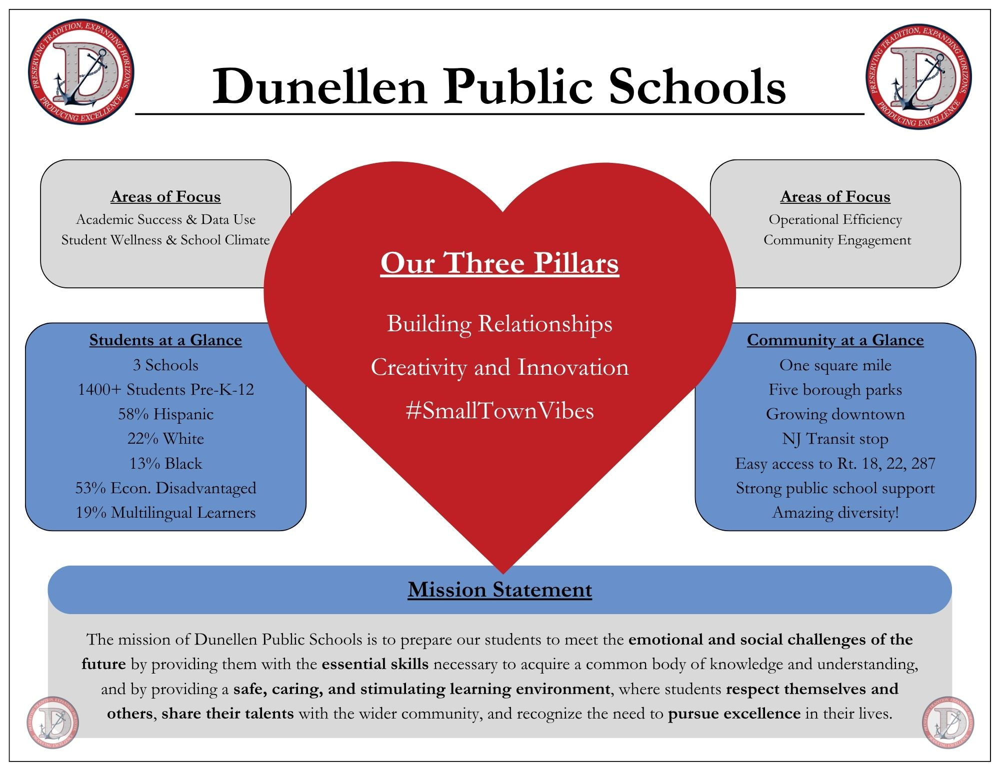 PRESERVING TRADITION, EXPANDING HORIZONS,
PRODUCING EXCELLENCE
D
PRESERVING TRADITION, EXPANDING HORIZONS,
PRODUCING EXCELLENCE
D
Dunellen Public Schools
Areas of Focus
Academic Success & Data Use
Student Wellness & School Climate
Areas of Focus
Operational Efficiency
Community Engagement
Our Three Pillars
Building Relationships
Creativity and Innovation
#SmallTownVibes
Students at a Glance
3 Schools
1400+ Students Pre-K-12
58% Hispanic
22% White
13% Black
53% Econ. Disadvantaged
19% Multilingual Learners
Community at a Glance
One square mile
Five borough parks
Growing downtown
NJ Transit stop
Easy access to Rt. 18, 22, 287
Strong public school support
Amazing diversity!
Mission Statement
The mission of Dunellen Public Schools is to prepare our students to meet the emotional and social challenges of the
future by providing them with the essential skills necessary to acquire a common body of knowledge and understanding,
and by providing a safe, caring, and stimulating learning environment, where students respect themselves and
others, share their talents with the wider community, and recognize the need to pursue excellence in their lives.
PRESERVING TRADITION, EXPANDING HORIZONS,
PRODUCING EXCELLENCE
D
PRESERVING TRADITION, EXPANDING HORIZONS,
PRODUCING EXCELLENCE
D